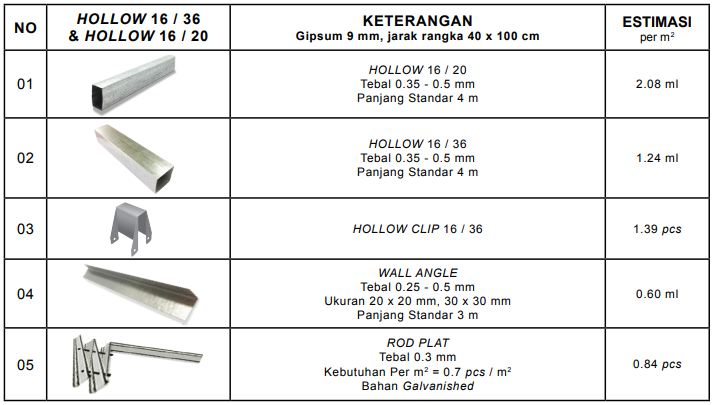 NO
HOLLOW 16 / 36
& HOLLOW 16 / 20
KETERANGAN
Gipsum 9 mm, jarak rangka 40 x 100 cm
ESTIMASI
per m²
01
HOLLOW 16 / 20
Tebal 0.35 - 0.5 mm
Panjang Standar 4 m
2.08 ml
02
HOLLOW 16 / 36
Tebal 0.35 - 0.5 mm
Panjang Standar 4 m
1.24 ml
03
HOLLOW CLIP 16 / 36
1.39 pcs
04
WALL ANGLE
Tebal 0.25 - 0.5 mm
Ukuran 20 x 20 mm, 30 x 30 mm
Panjang Standar 3 m
0.60 ml
05
ROD PLAT
Tebal 0.3 mm
Kebutuhan Per m² = 0.7 pcs / m²
Bahan Galvanished
0.84 pcs